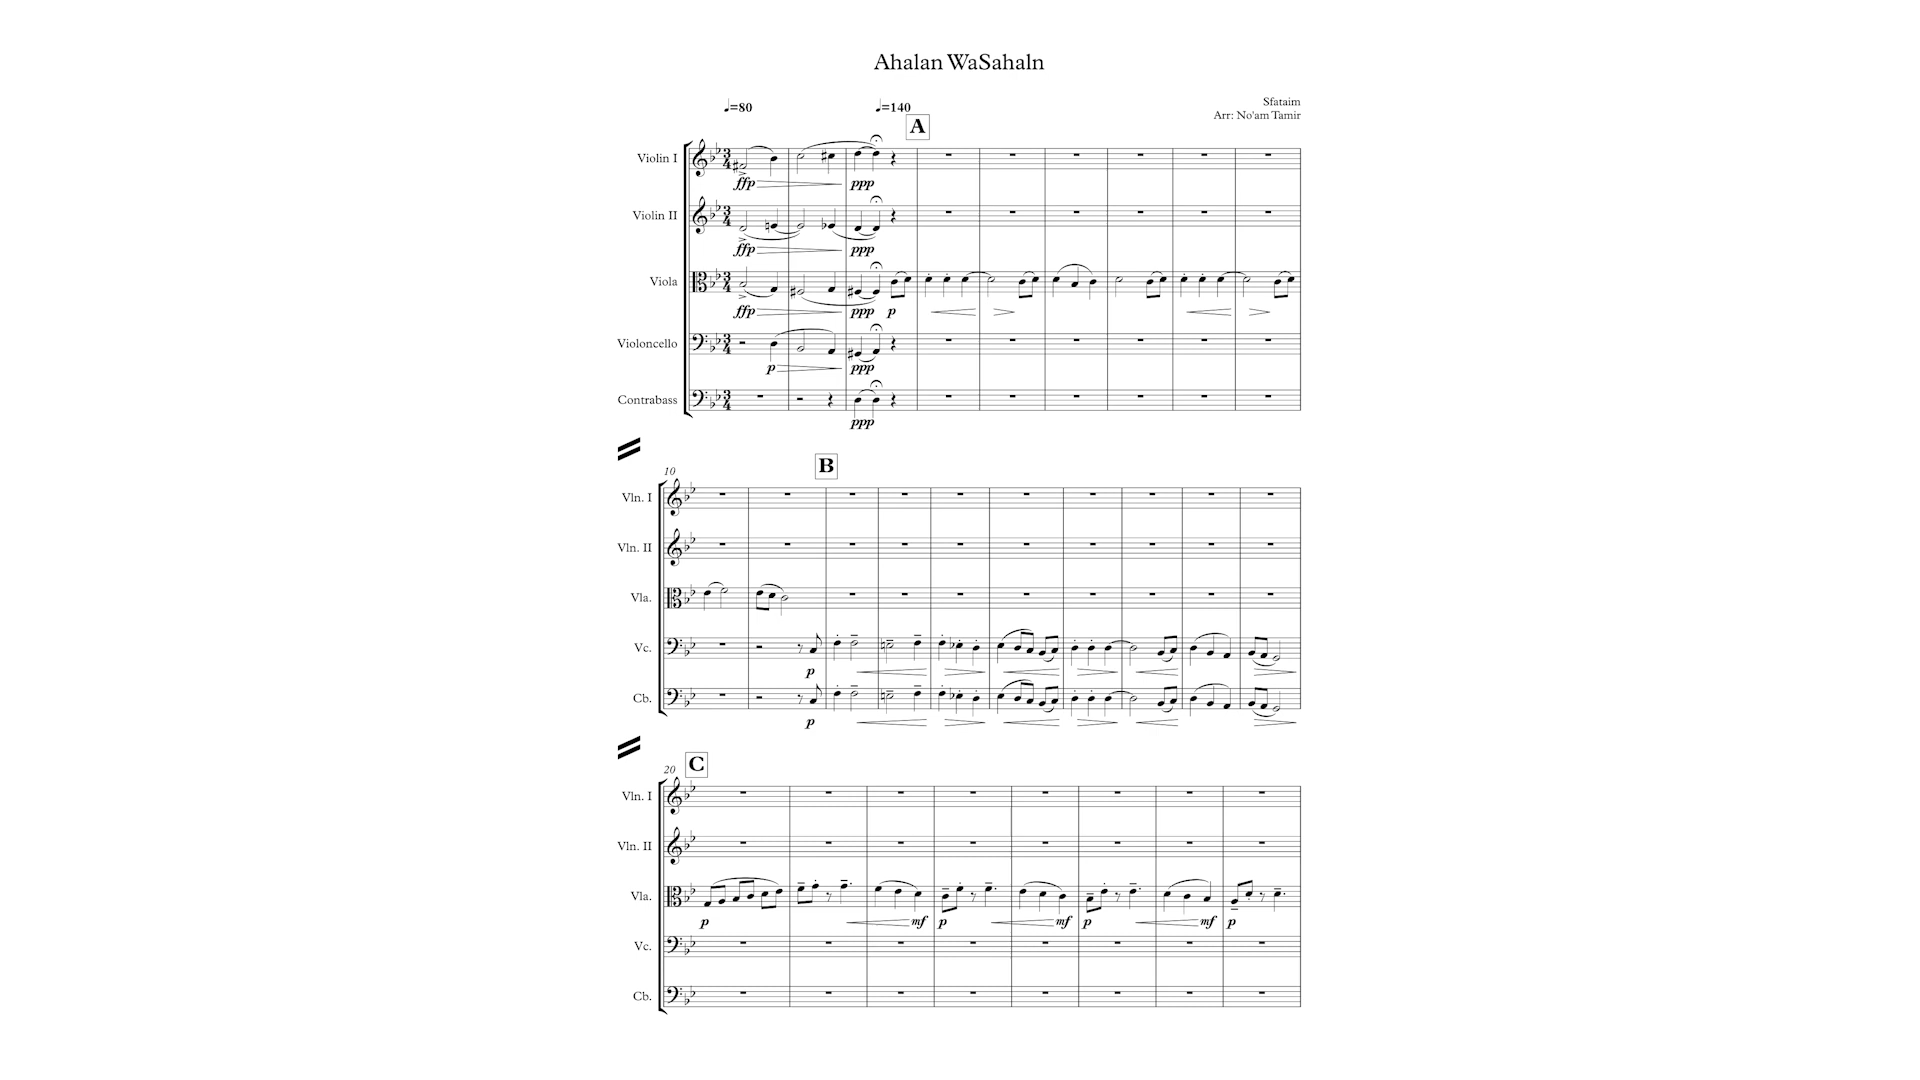 Ahalan WaSahaln
♩=80 ♩=140 Sfataim
Arr: No'am Tamir
A
Violin I
ffp ppp
Violin II
ffp ppp
Viola
ffp ppp p
Violoncello
p ppp
Contrabass
ppp
10 B
Vln. I
Vln. II
Vla.
Vc.
p
Cb.
p
20 C
Vln. I
Vln. II
Vla.
p mf p mf p mf p
Vc.
Cb.